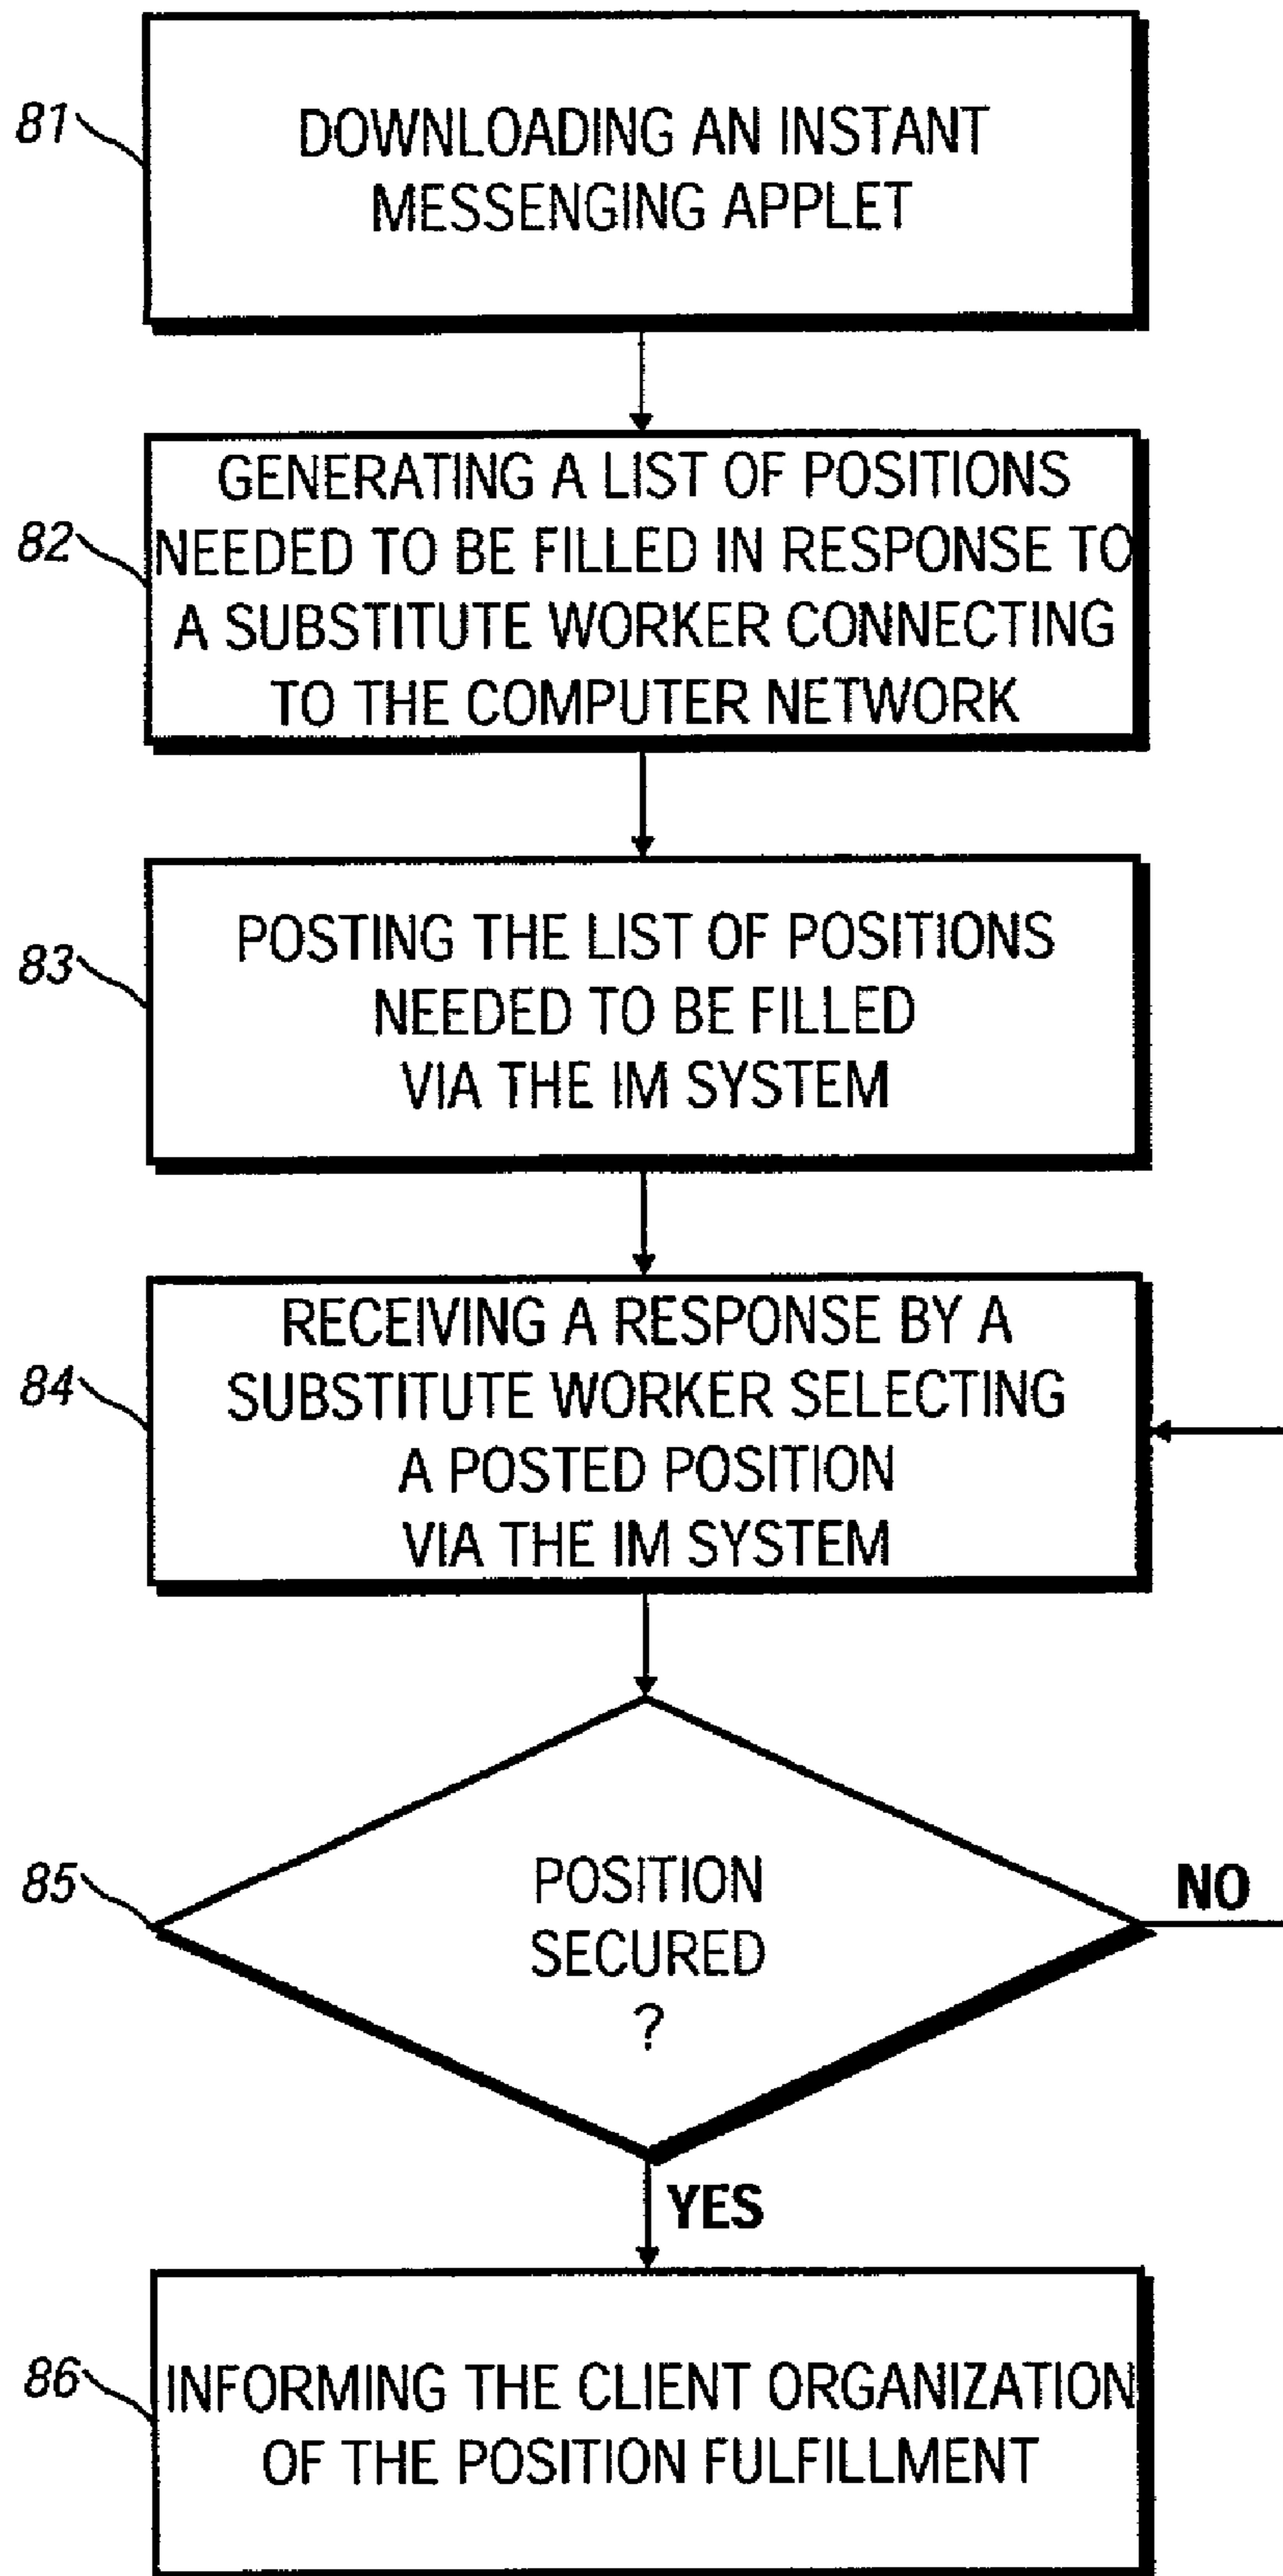 81
DOWNLOADING AN INSTANT
MESSENGING APPLET
82
GENERATING A LIST OF POSITIONS
NEEDED TO BE FILLED IN RESPONSE TO
A SUBSTITUTE WORKER CONNECTING
TO THE COMPUTER NETWORK
83
POSTING THE LIST OF POSITIONS
NEEDED TO BE FILLED
VIA THE IM SYSTEM
84
RECEIVING A RESPONSE BY A
SUBSTITUTE WORKER SELECTING
A POSTED POSITION
VIA THE IM SYSTEM
85
POSITION
SECURED
?
NO
YES
86
INFORMING THE CLIENT ORGANIZATION
OF THE POSITION FULFILLMENT